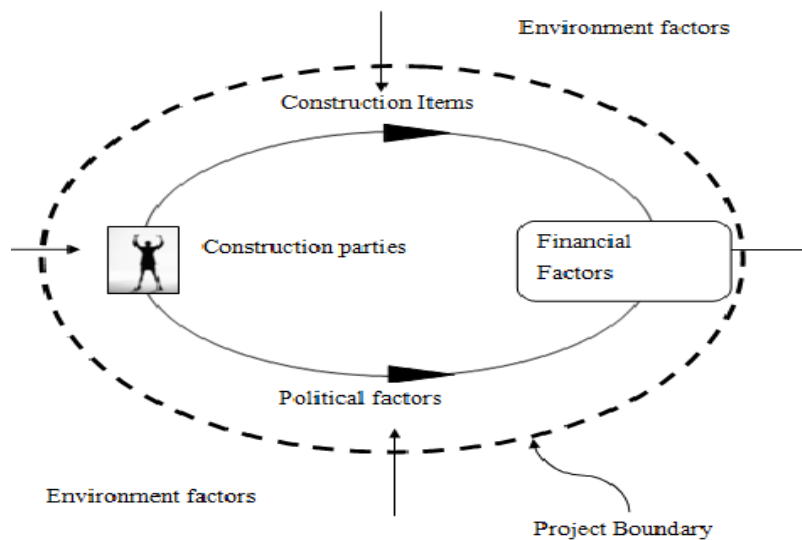 Environment factors
Construction Items
Construction parties
Financial
Factors
Political factors
Environment factors
Project Boundary